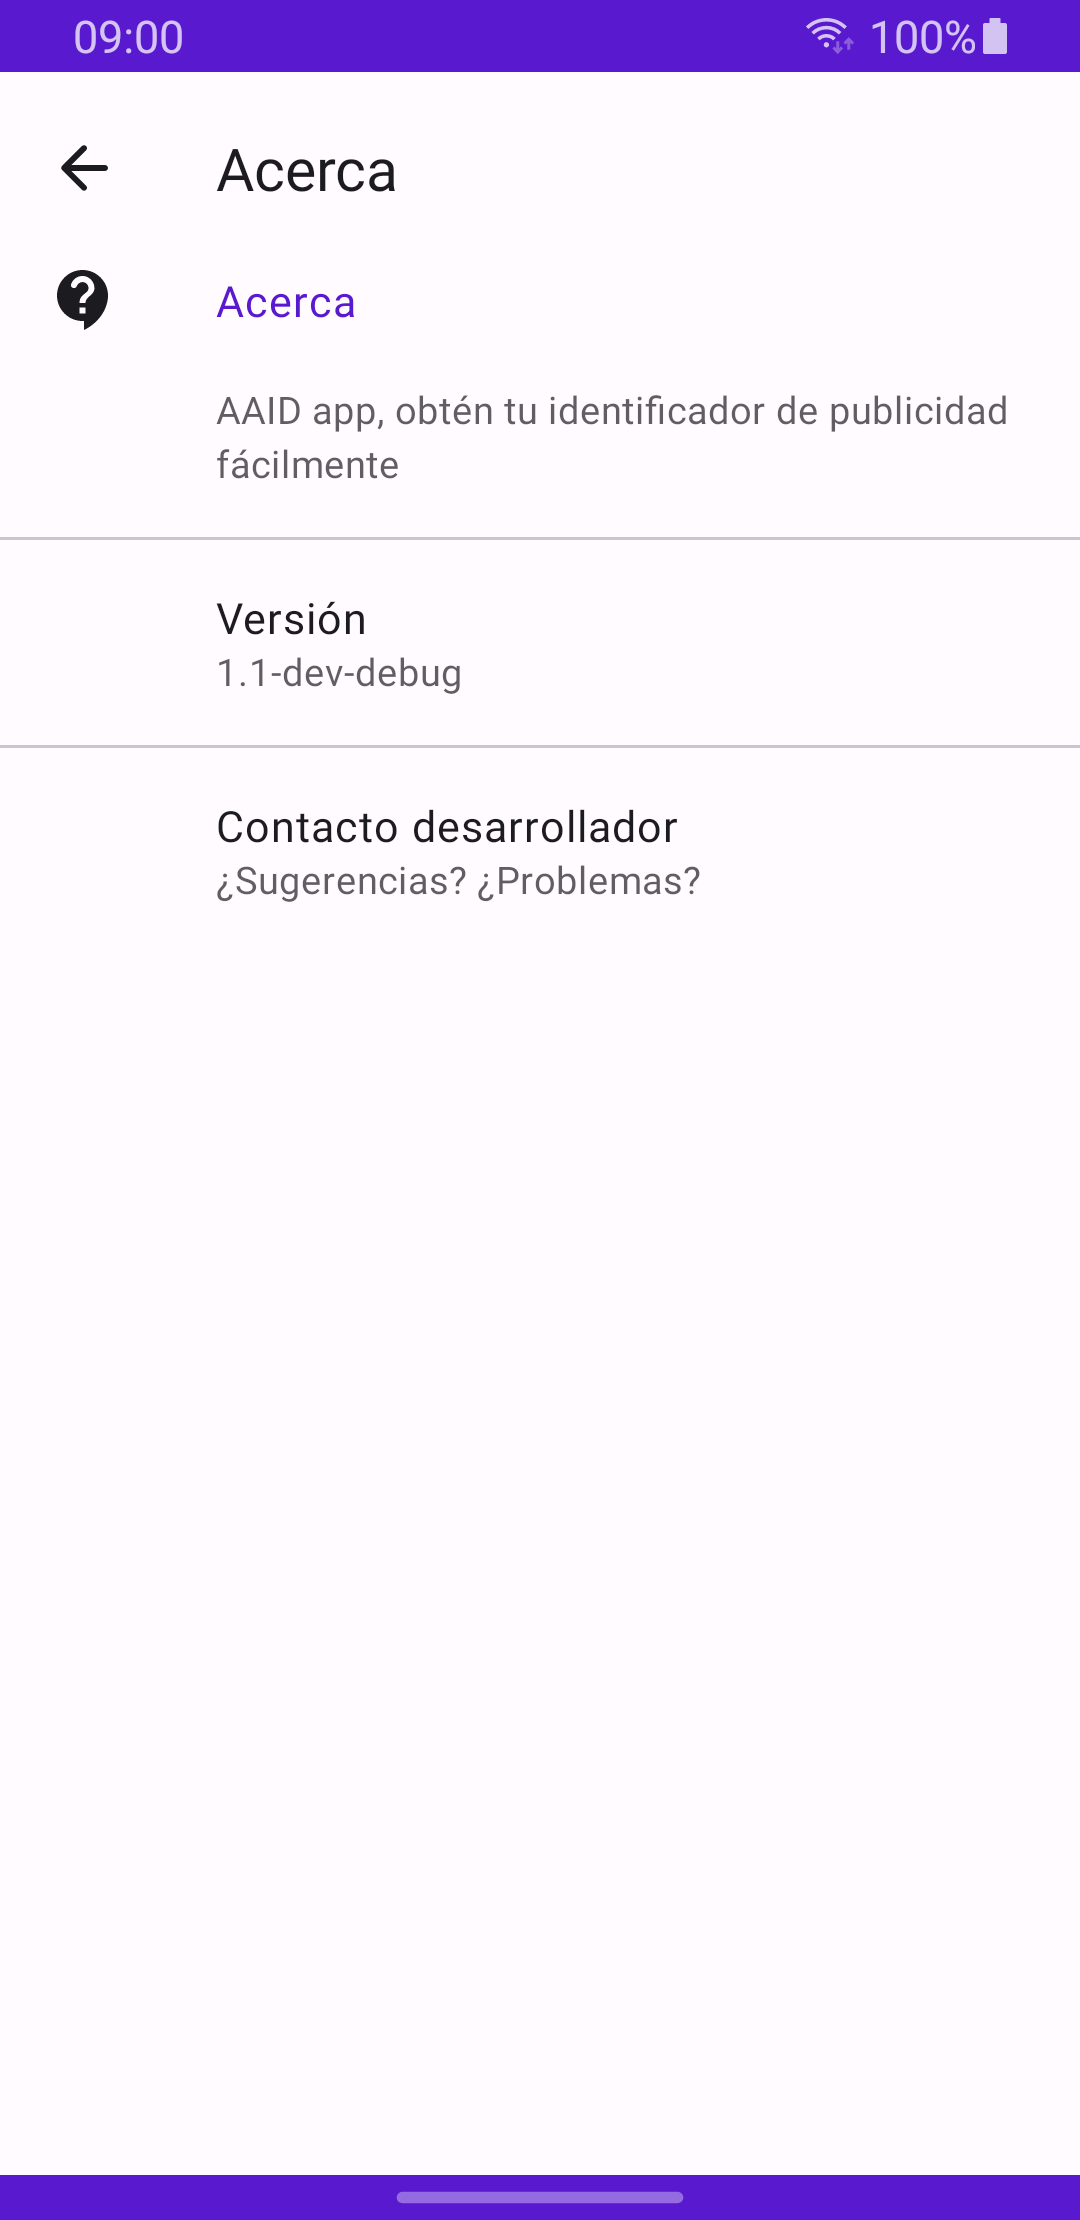 09:00 100%
Acerca
Acerca
AAID app, obtén tu identificador de publicidad
fácilmente
Versión
1.1-dev-debug
Contacto desarrollador
¿Sugerencias? ¿Problemas?